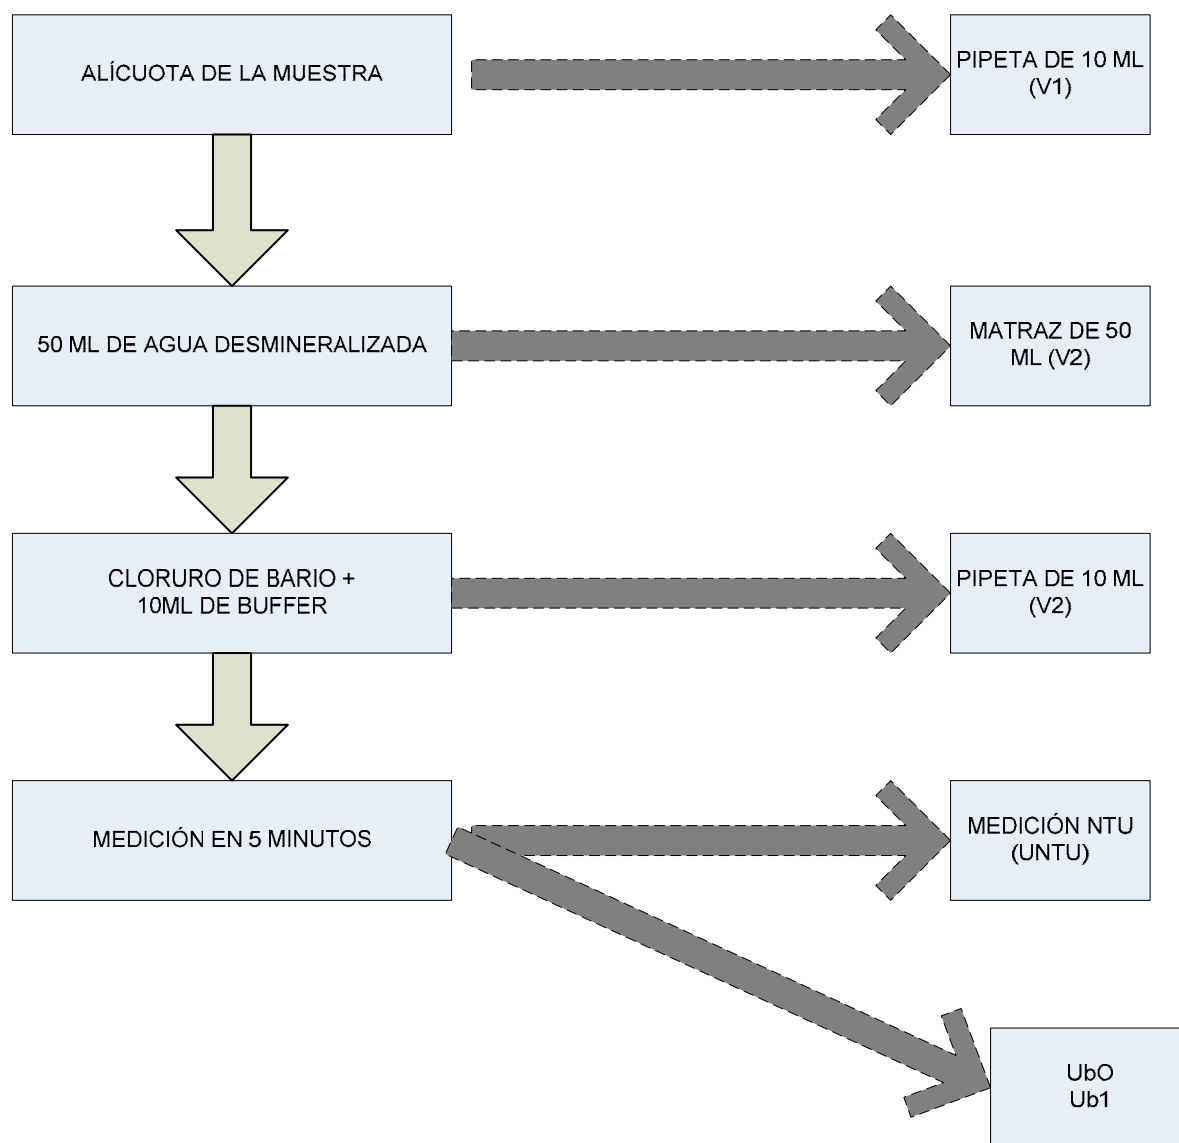 ALÍCUOTA DE LA MUESTRA
PIPETA DE 10 ML
(V1)
50 ML DE AGUA DESMINERALIZADA
MATRAZ DE 50
ML (V2)
CLORURO DE BARIO +
10ML DE BUFFER
PIPETA DE 10 ML
(V2)
MEDICIÓN EN 5 MINUTOS
MEDICIÓN NTU
(UNTU)
UbO
Ub1